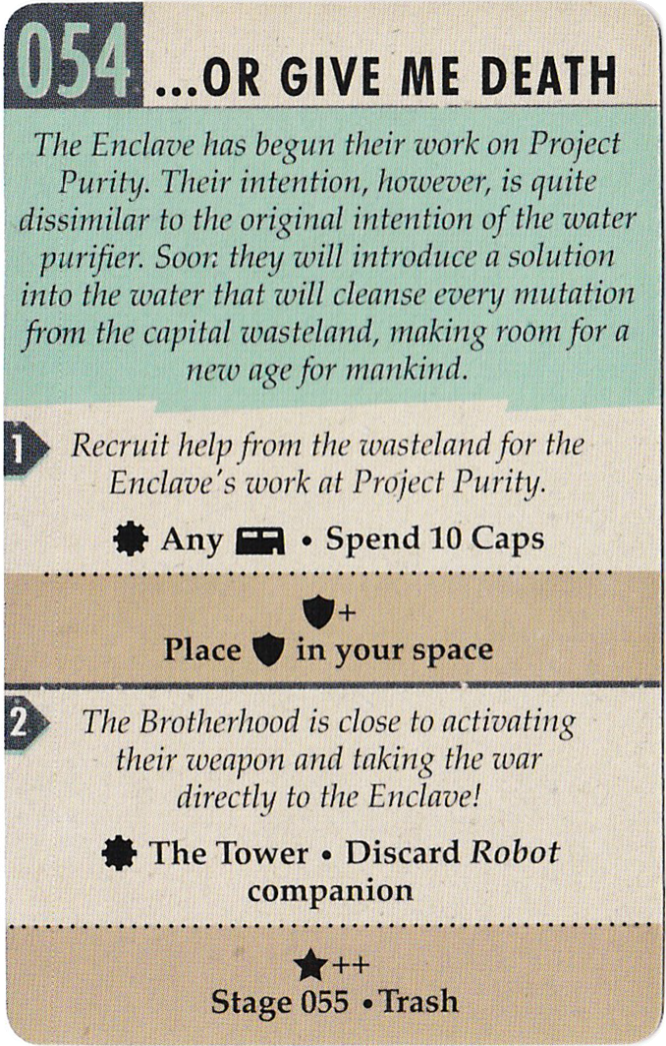 054 ...OR GIVE ME DEATH
The Enclave has begun their work on Project
Purity. Their intention, however, is quite
dissimilar to the original intention of the water
purifier. Soon they will introduce a solution
into the water that will cleanse every mutation
from the capital wasteland, making room for a
new age for mankind.
1 Recruit help from the wasteland for the
Enclave's work at Project Purity.
Any • Spend 10 Caps
+
Place in your space
2 The Brotherhood is close to activating
their weapon and taking the war
directly to the Enclave!
The Tower • Discard Robot
companion
★++
Stage 055 • Trash